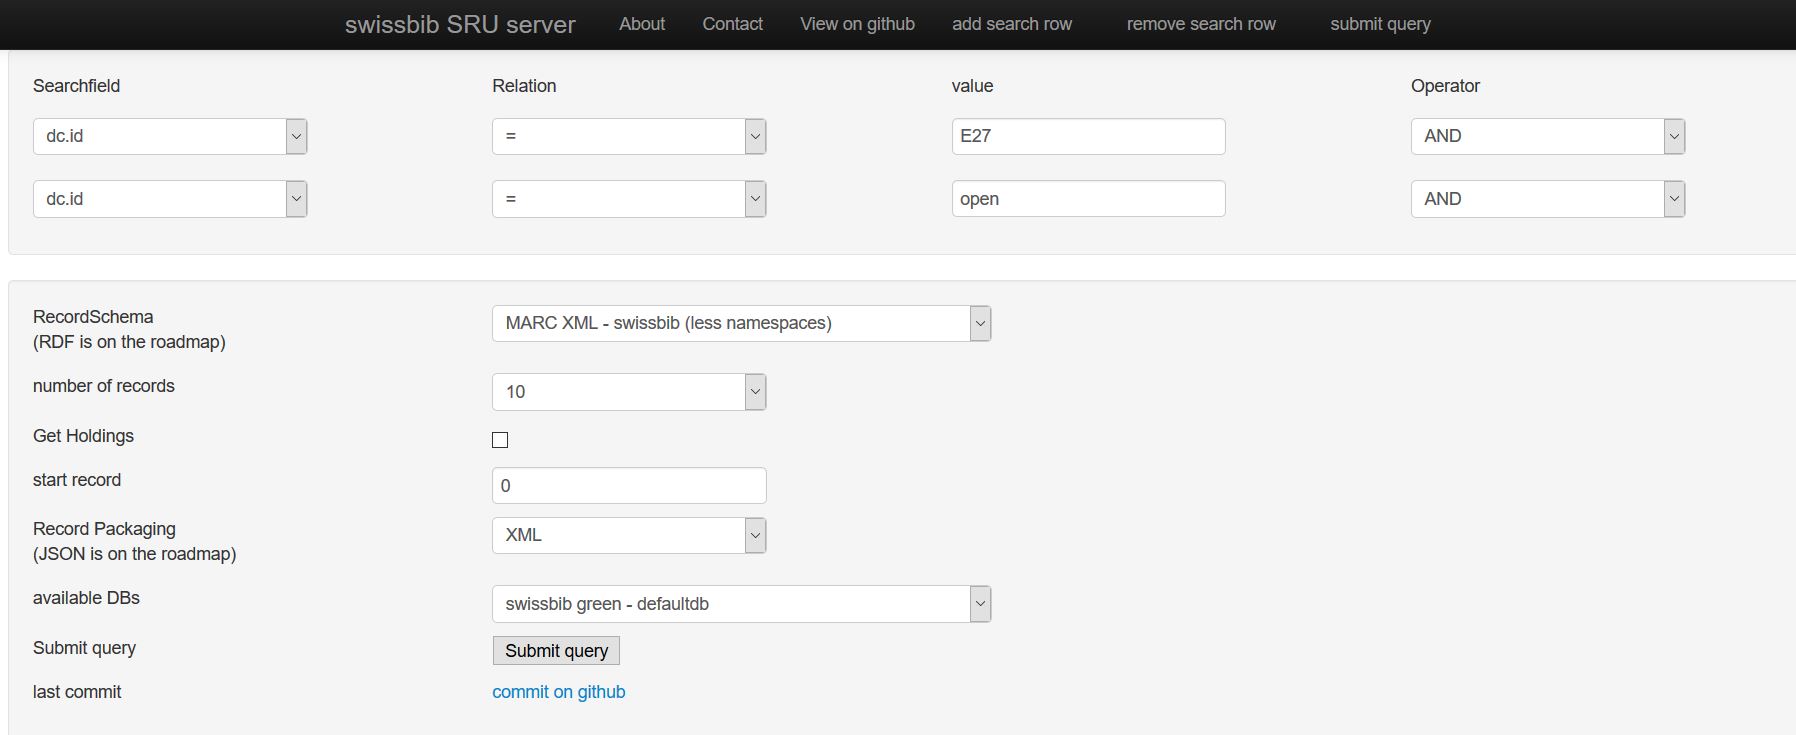 swissbib SRU server About Contact View on github add search row remove search row submit query
Searchfield Relation value Operator
dc.id = E27 AND
dc.id = open AND
RecordSchema
(RDF is on the roadmap) MARC XML - swissbib (less namespaces)
number of records 10
Get Holdings
start record 0
Record Packaging
(JSON is on the roadmap) XML
available DBs swissbib green - defaultdb
Submit query Submit query
last commit commit on github